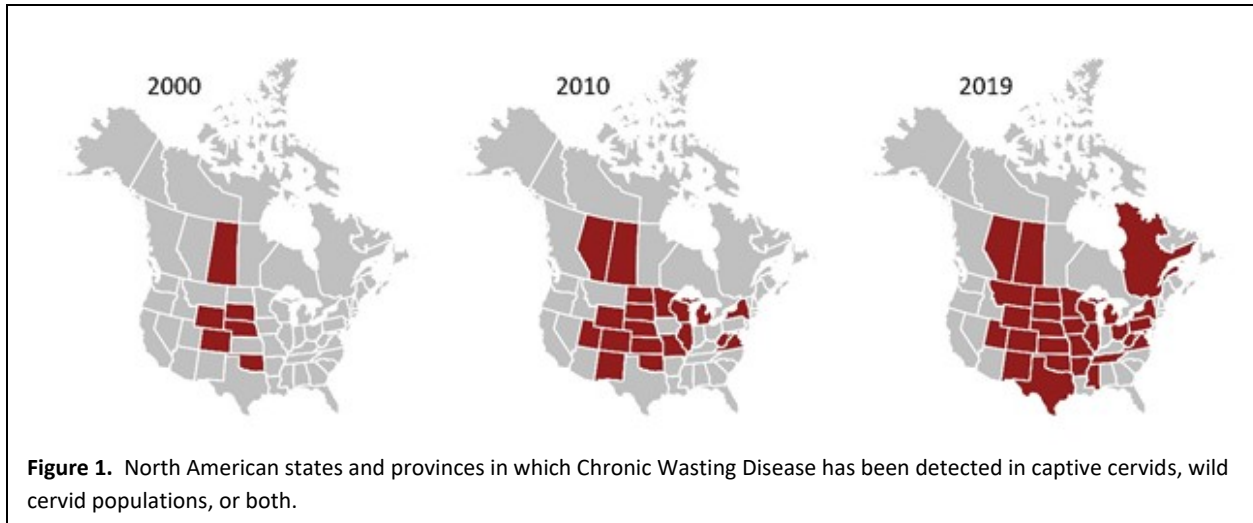 2000
2010
2019
Figure 1. North American states and provinces in which Chronic Wasting Disease has been detected in captive cervids, wild
cervid populations, or both.